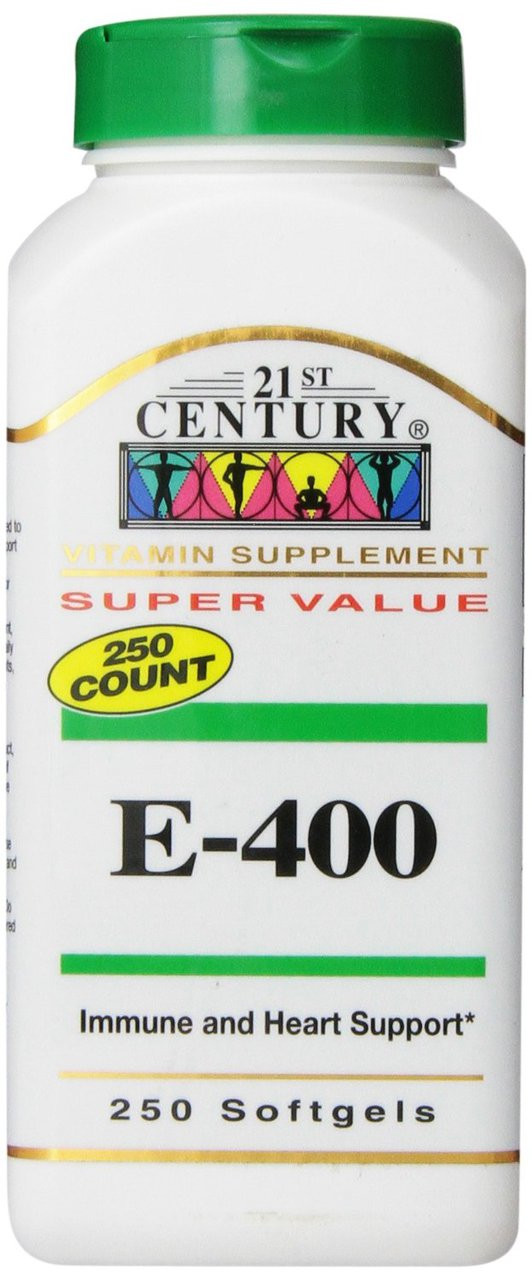 21ST
CENTURY®
VITAMIN SUPPLEMENT
SUPER VALUE
250
COUNT
E-400
Immune and Heart Support*
250 Softgels